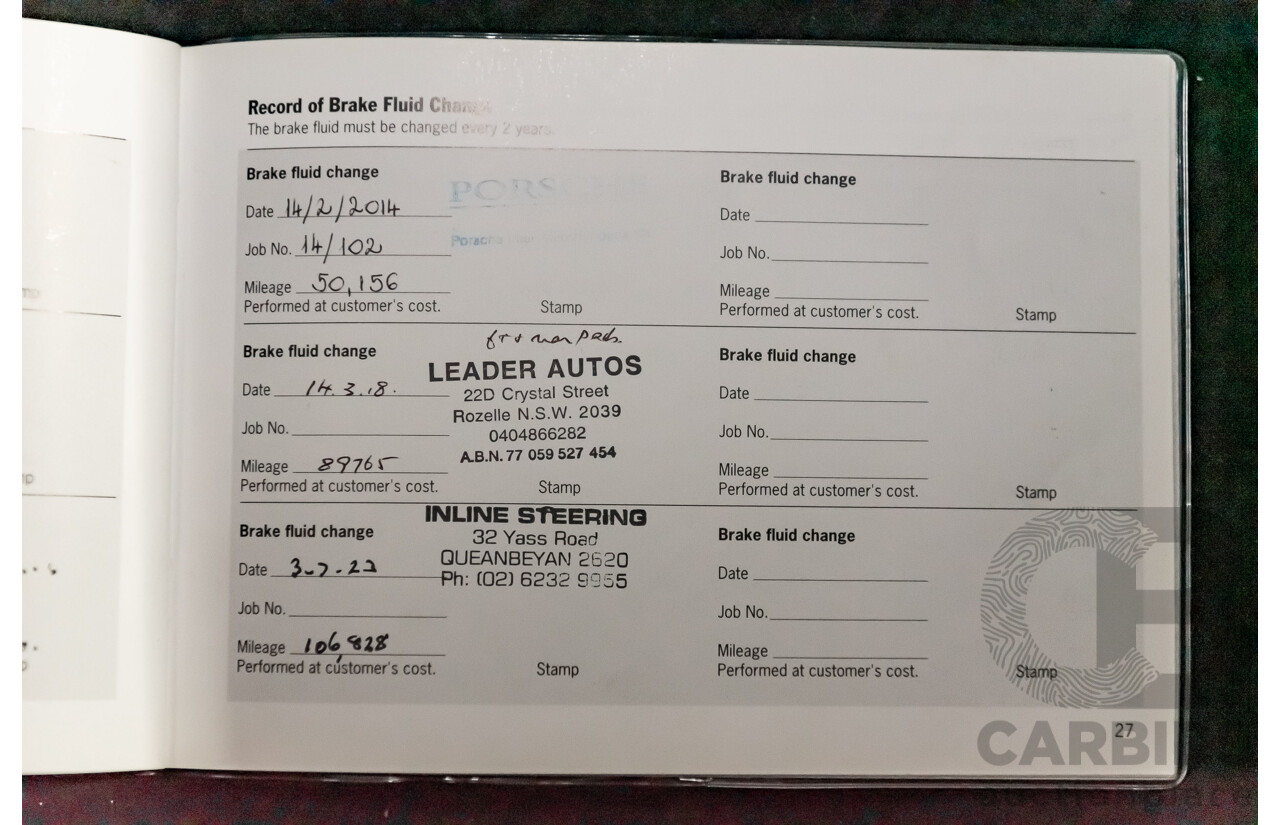 Record of Brake Fluid Change
The brake fluid must be changed every 2 years.
Brake fluid change
Date 14/2/2014
Job No. 14/102
Mileage 50,156
Performed at customer's cost.
PORSCHE
Stamp
Brake fluid change
Date
Job No.
Mileage
Performed at customer's cost.
Stamp
Brake fluid change
Date 14.3.18.
Job No.
Mileage 89765
Performed at customer's cost.
pads.
LEADER AUTOS
22D Crystal Street
Rozelle N.S.W. 2039
0404866282
A.B.N. 77 059 527 454
Stamp
Brake fluid change
Date
Job No.
Mileage
Performed at customer's cost.
Stamp
Brake fluid change
Date 3-7-22
Job No.
Mileage 106,828
Performed at customer's cost.
INLINE STEERING
32 Yass Road
QUEANBEYAN 2620
Ph: (02) 6232 9955
Stamp
Brake fluid change
Date
Job No.
Mileage
Performed at customer's cost.
Stamp
27
CARBI